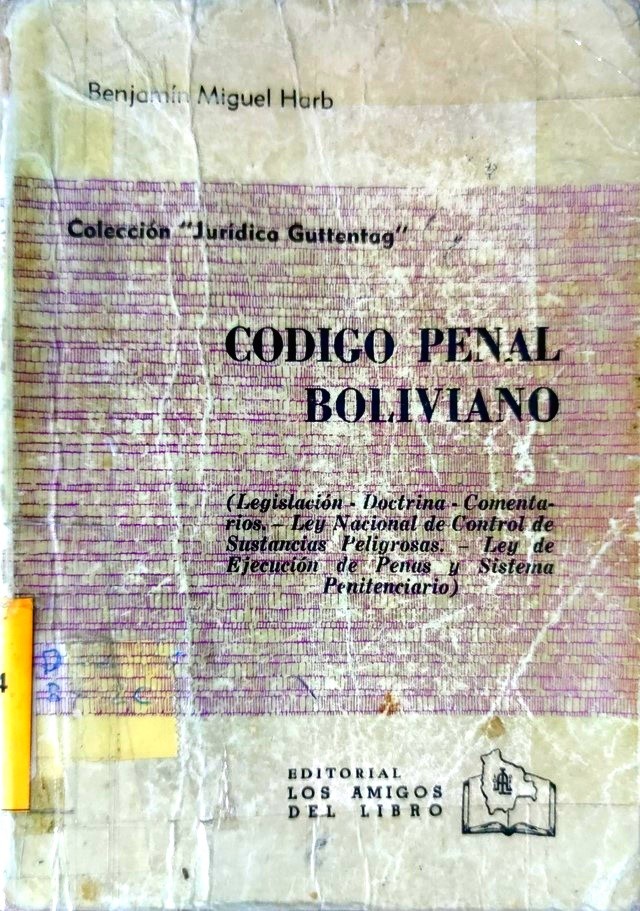 Benjamín Miguel Harb
Colección "Jurídica Guttentag"
CODIGO PENAL
BOLIVIANO
(Legislación - Doctrina - Comenta-
rios. – Ley Nacional de Control de
Sustancias Peligrosas. – Ley de
Ejecución de Penas y Sistema
Penitenciario)
4
EDITORIAL
LOS AMIGOS
DEL LIBRO